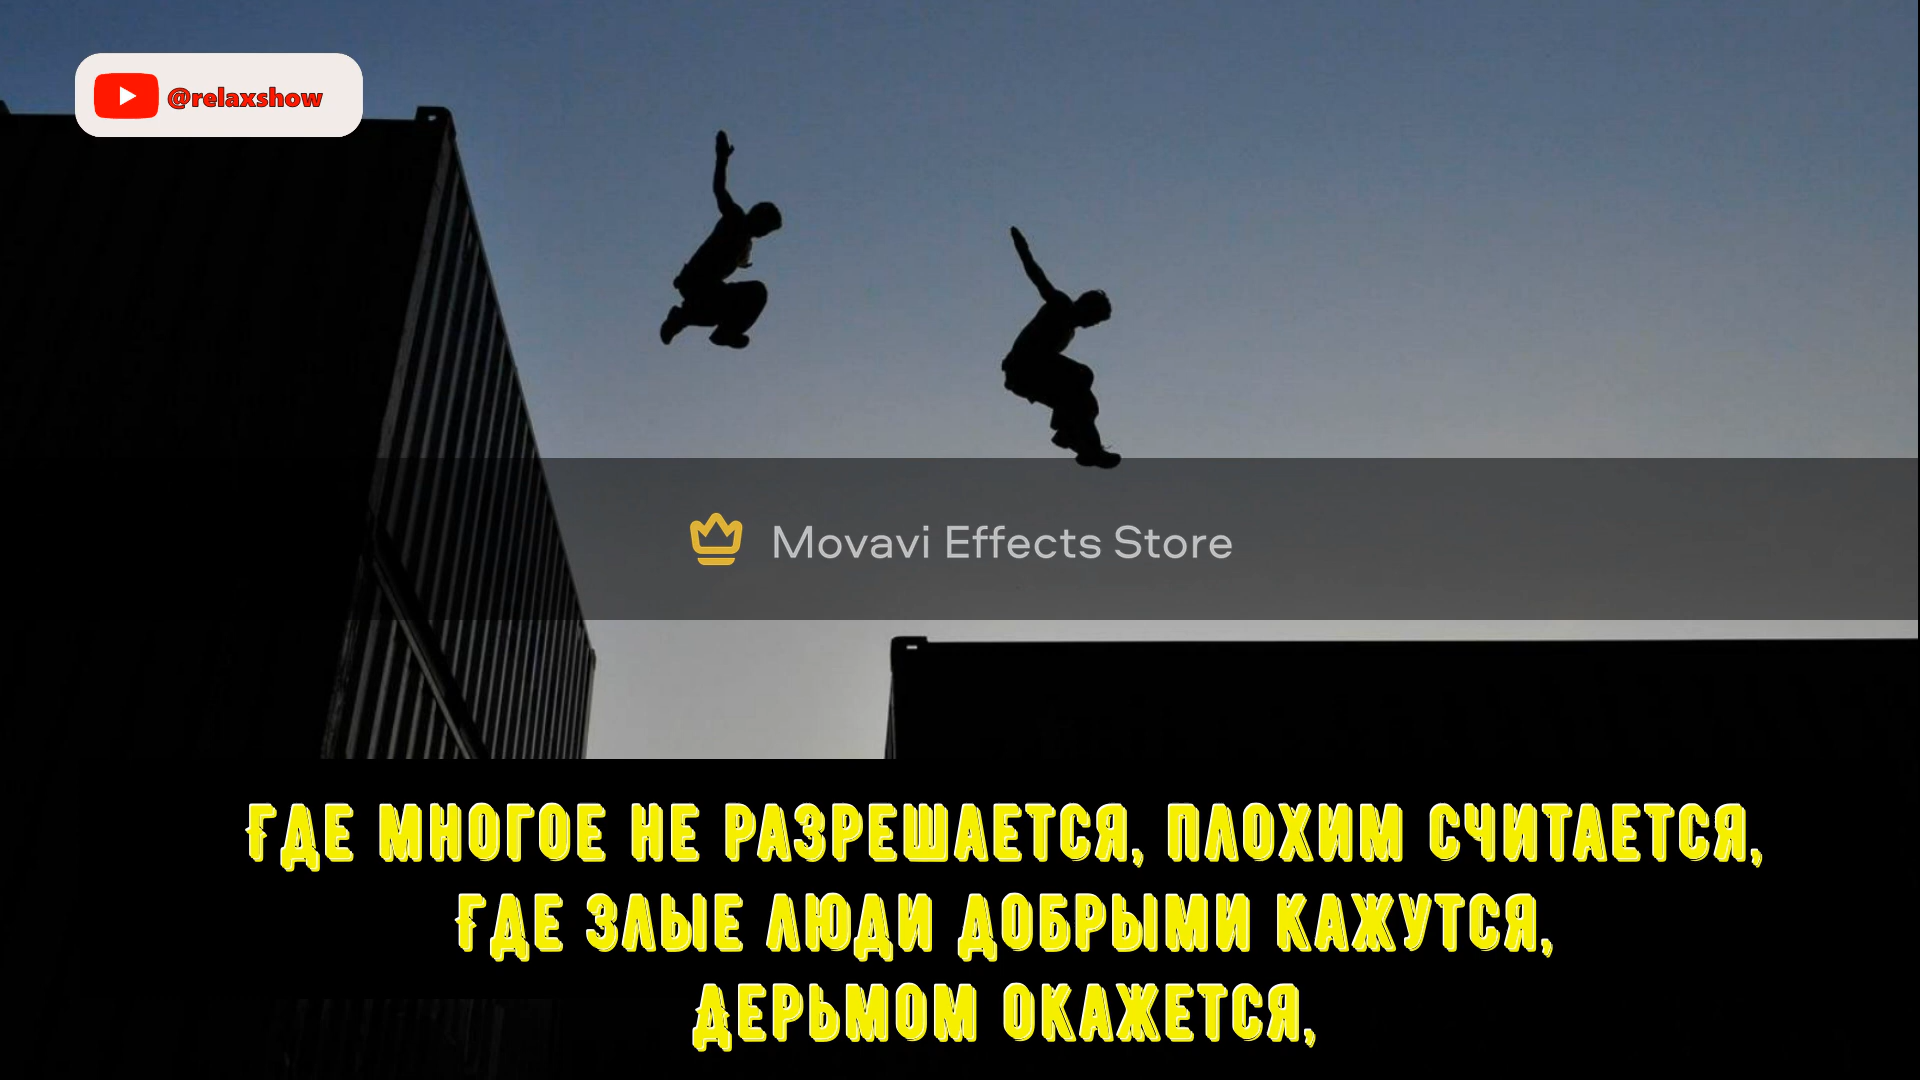 @relaxshow
Movavi Effects Store
Где многое не разрешается, плохим считается,
Где злые люди добрыми кажутся,
Дерьмом окажется,